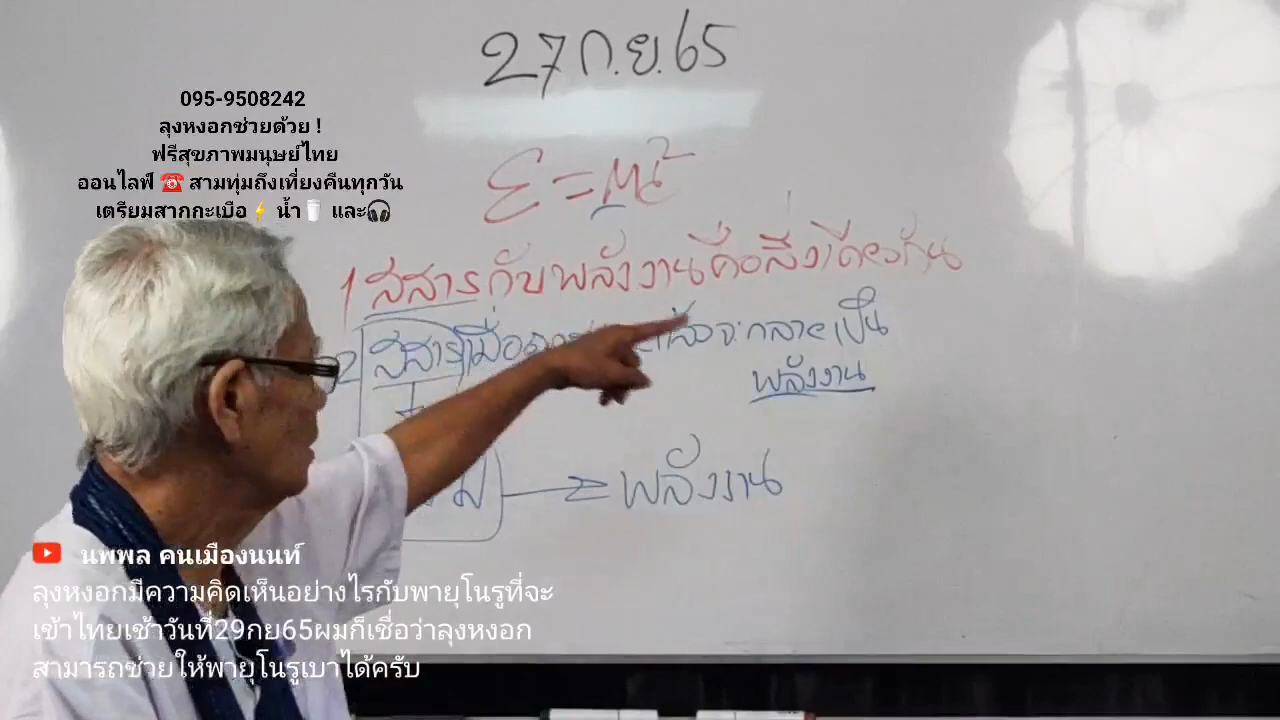 27 ก.ย. 65
095-9508242
ลุงหงอกช่วยด้วย !
ฟรีสุขภาพมนุษย์ไทย
ออนไลฟ์ ☎️ สามทุ่มถึงเที่ยงคืนทุกวัน
เตรียมสากกะเบือ⚡ น้ำ🥛 และ🎧
E = mc²
1 สสารกับพลังงานคือสิ่งเดียวกัน
2 สสารเมื่อ แล้วจะกลายเป็น
พลังงาน
พลังงาน
นพพล คนเมืองนนท์
ลุงหงอกมีความคิดเห็นอย่างไรกับพายุโนรูที่จะ
เข้าไทยเช้าวันที่29กย65ผมก็เชื่อว่าลุงหงอก
สามารถช่วยให้พายุโนรูเบาได้ครับ